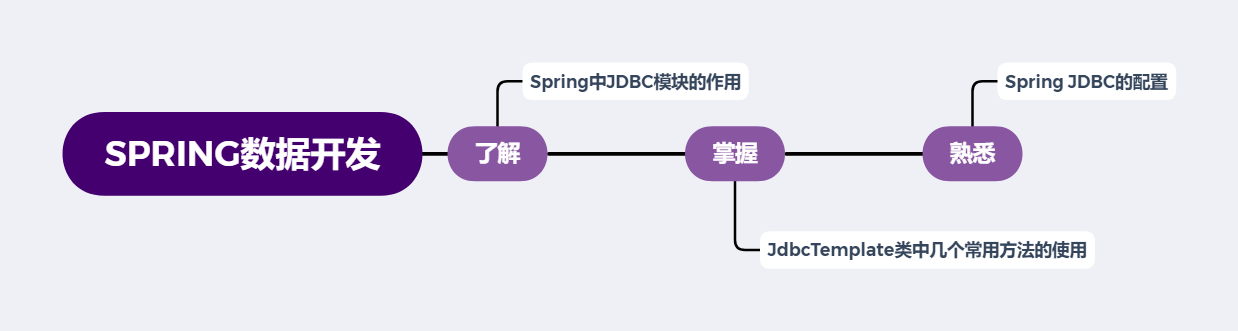 Spring中JDBC模块的作用
Spring JDBC的配置
SPRING数据开发
了解
掌握
熟悉
JdbcTemplate类中几个常用方法的使用